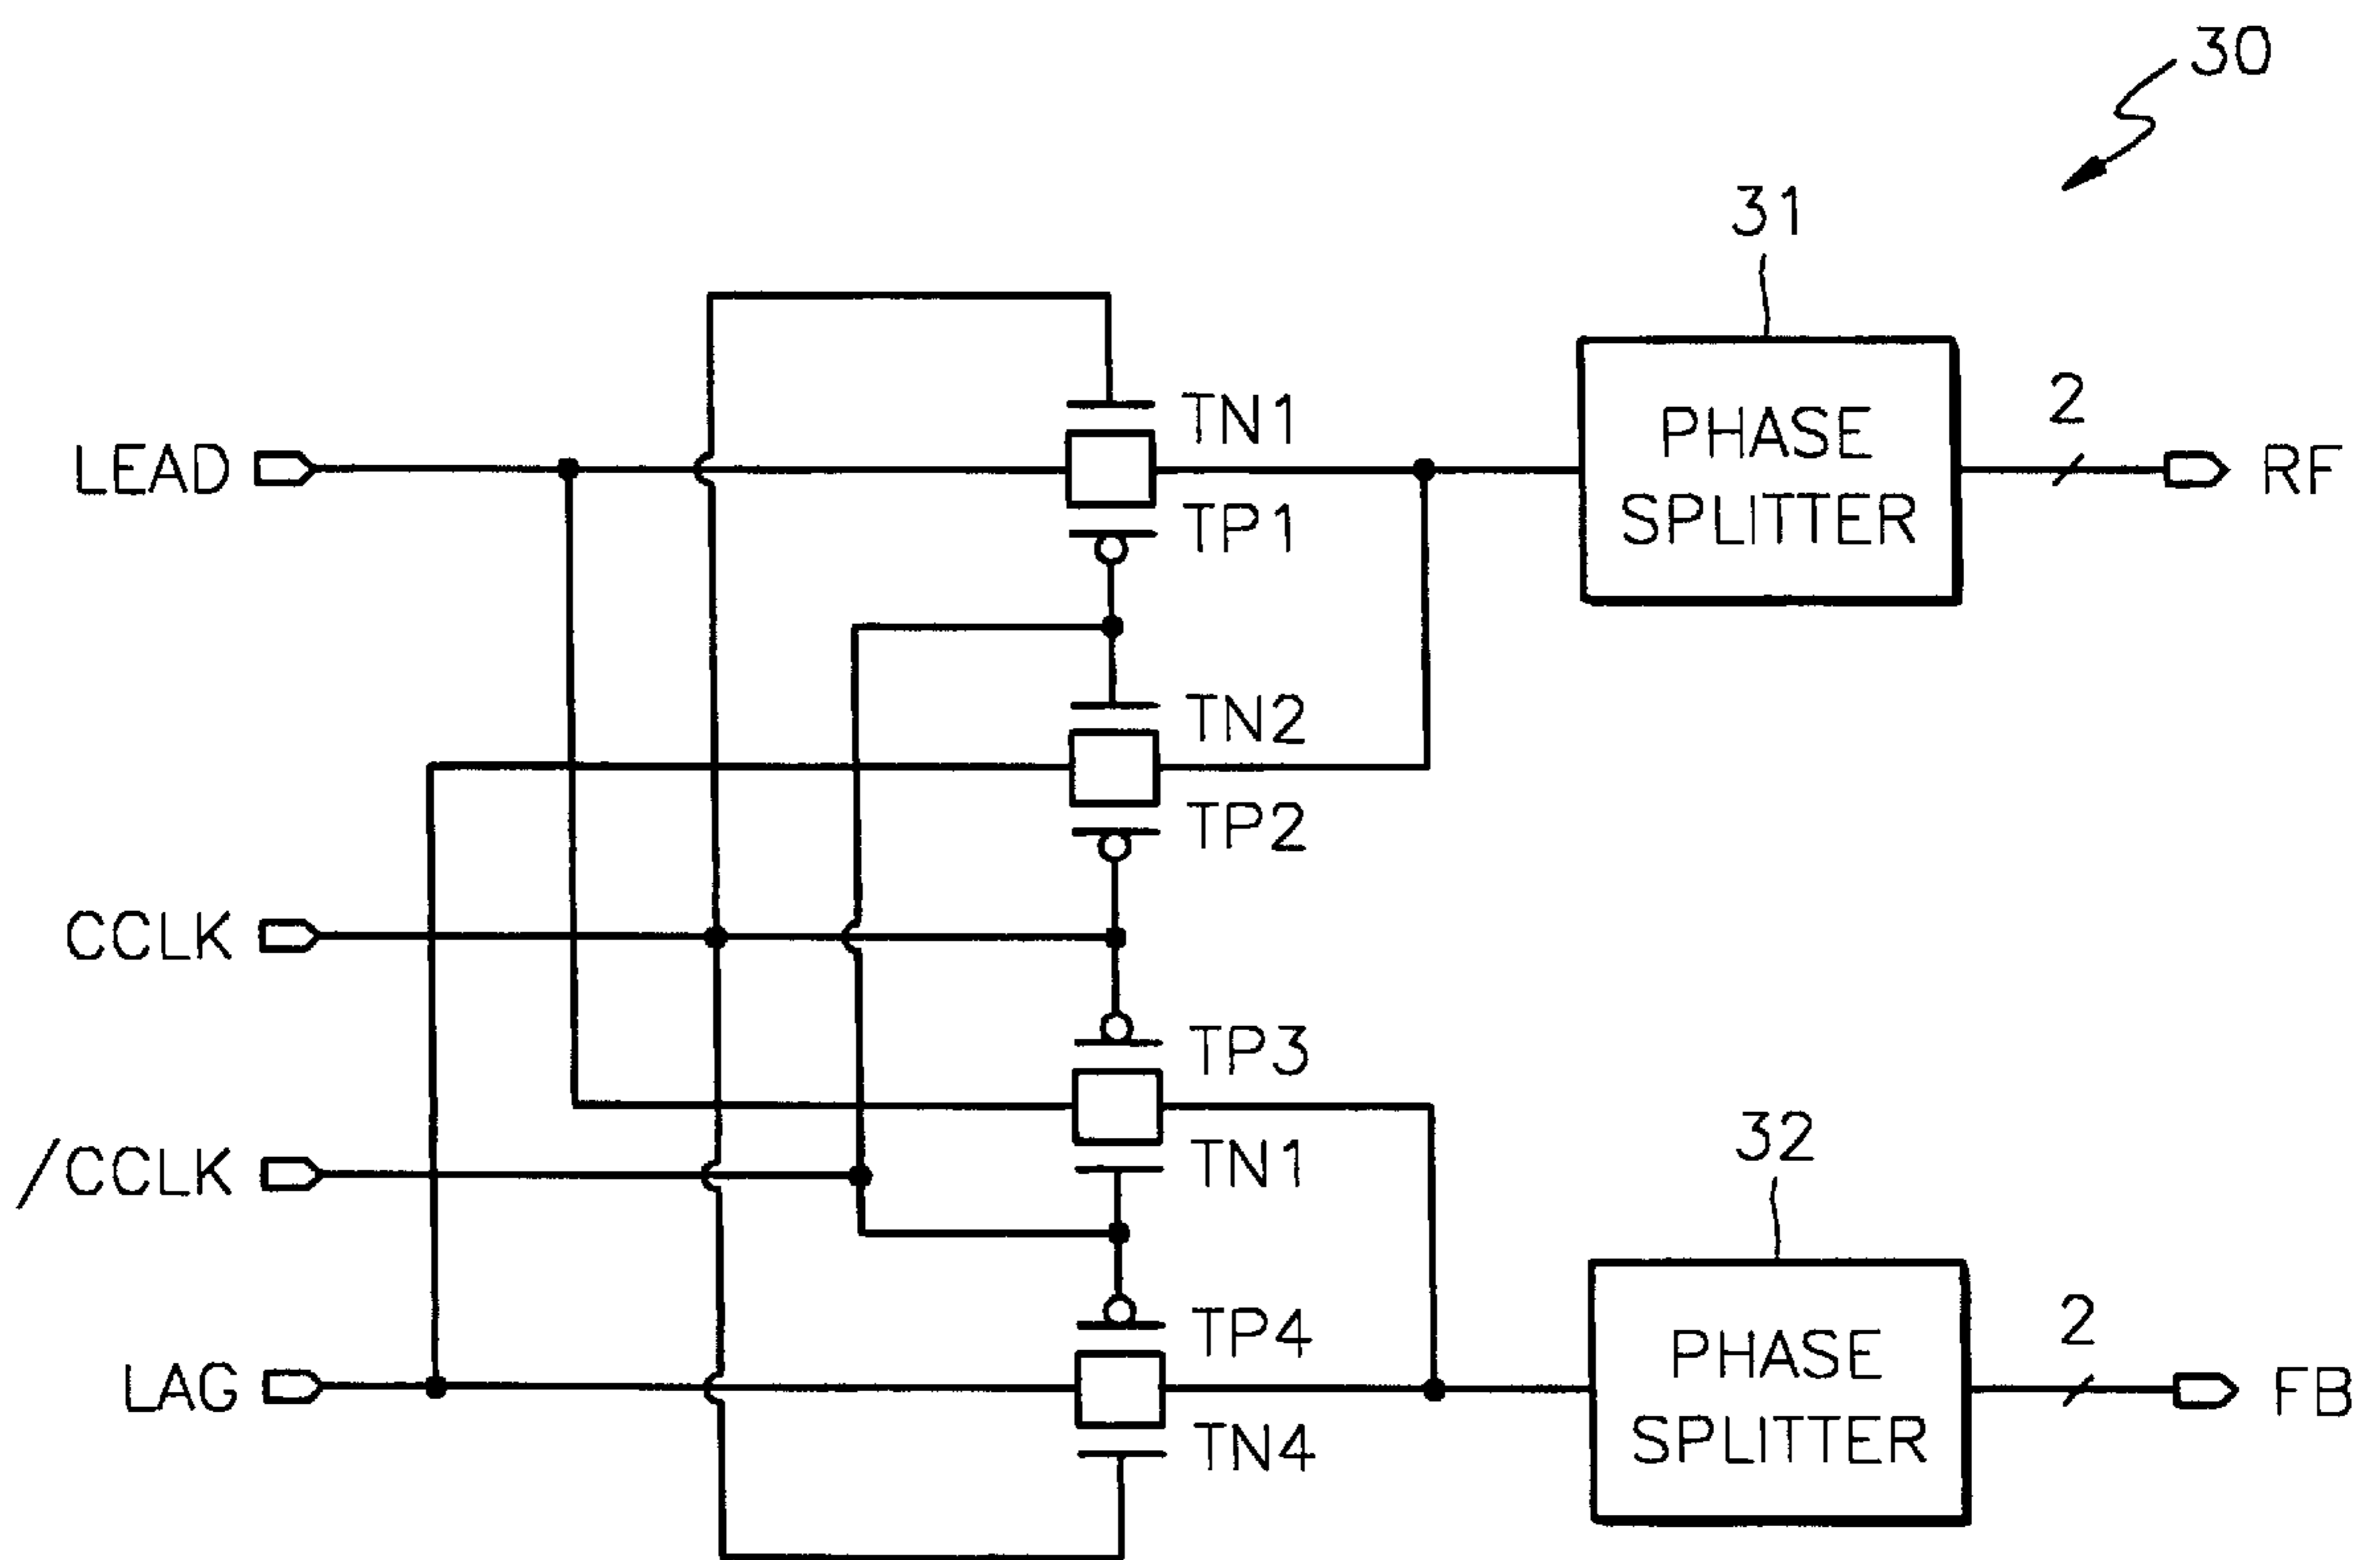 30
31
TN1
LEAD
PHASE
SPLITTER
2
RF
TP1
TN2
TP2
CCLK
TP3
/CCLK
TN1
32
TP4
LAG
PHASE
SPLITTER
2
FB
TN4